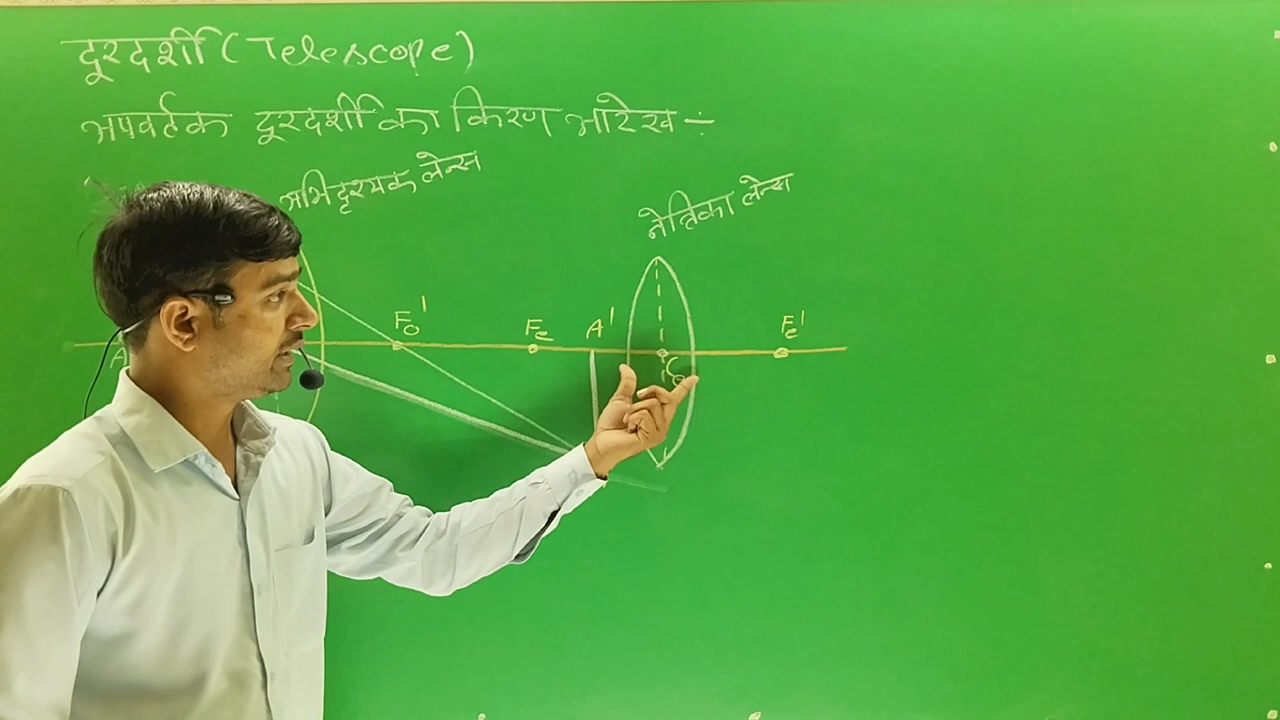 दूरदर्शी (Telescope)
अपवर्तक दूरदर्शी का किरण आरेख ÷
अभिदृश्यक लेन्स
नेत्रिका लेन्स
A Fo' Fe A' Fe'